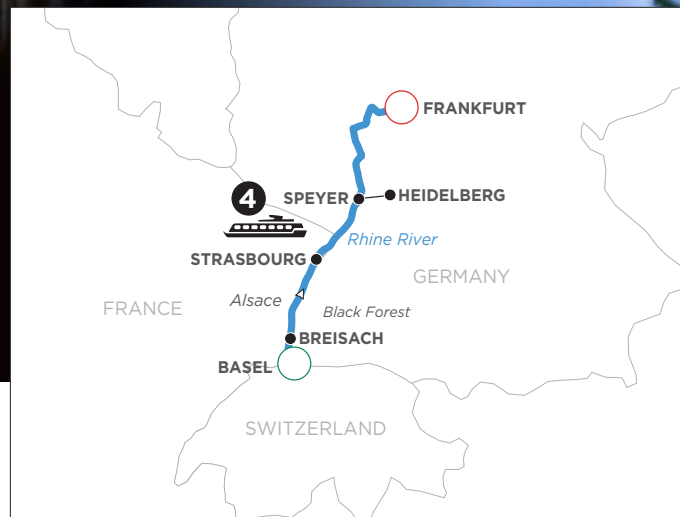 FRANKFURT
SPEYER
HEIDELBERG
4
Rhine River
STRASBOURG
GERMANY
Alsace
FRANCE
Black Forest
BREISACH
BASEL
SWITZERLAND